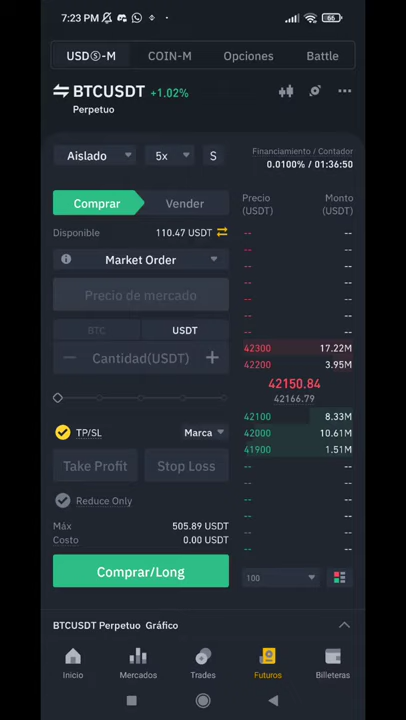 7:23 PM
66
USDⓈ-M COIN-M Opciones Battle
BTCUSDT +1.02%
Perpetuo
Aislado 5x S
Financiamiento / Contador
0.0100% / 01:36:50
Comprar Vender
Precio (USDT) Monto (USDT)
Disponible 110.47 USDT
Market Order
Precio de mercado
BTC USDT
− Cantidad(USDT) +
TP/SL Marca
Take Profit Stop Loss
Reduce Only
Máx 505.89 USDT
Costo 0.00 USDT
Comprar/Long
-- --
-- --
-- --
-- --
-- --
-- --
-- --
42300 17.22M
42200 3.95M
42150.84
42166.79
42100 8.33M
42000 10.61M
41900 1.51M
-- --
-- --
-- --
-- --
-- --
-- --
100
BTCUSDT Perpetuo Gráfico
Inicio Mercados Trades Futuros Billeteras